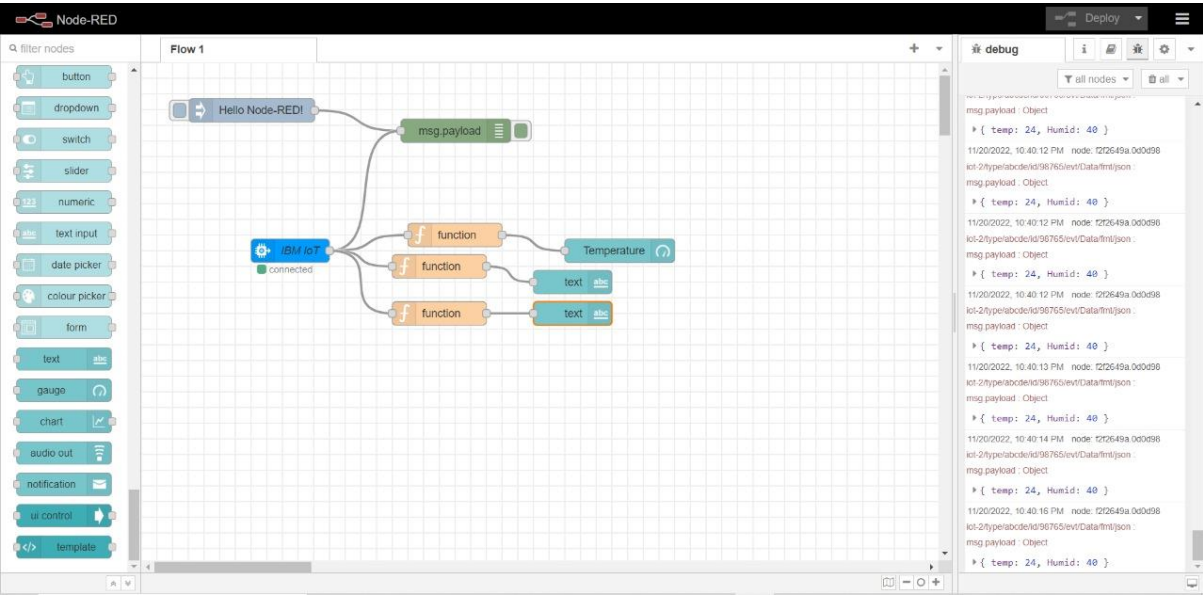 Node-RED
Deploy
filter nodes
Flow 1
debug
i
all nodes
all
button
dropdown
switch
slider
123 numeric
abc text input
date picker
colour picker
form
text abc
gauge
chart
audio out
notification
ui control
</> template
Hello Node-RED!
msg.payload
IBM IoT
connected
function
function
function
Temperature
text abc
text abc
msg.payload : Object
{ temp: 24, Humid: 40 }
11/20/2022, 10:40:12 PM node: f2f2649a.0d0d98
iot-2/type/abcde/id/98765/evt/Data/fmt/json :
msg.payload : Object
{ temp: 24, Humid: 40 }
11/20/2022, 10:40:12 PM node: f2f2649a.0d0d98
iot-2/type/abcde/id/98765/evt/Data/fmt/json :
msg.payload : Object
{ temp: 24, Humid: 40 }
11/20/2022, 10:40:12 PM node: f2f2649a.0d0d98
iot-2/type/abcde/id/98765/evt/Data/fmt/json :
msg.payload : Object
{ temp: 24, Humid: 40 }
11/20/2022, 10:40:13 PM node: f2f2649a.0d0d98
iot-2/type/abcde/id/98765/evt/Data/fmt/json :
msg.payload : Object
{ temp: 24, Humid: 40 }
11/20/2022, 10:40:14 PM node: f2f2649a.0d0d98
iot-2/type/abcde/id/98765/evt/Data/fmt/json :
msg.payload : Object
{ temp: 24, Humid: 40 }
11/20/2022, 10:40:16 PM node: f2f2649a.0d0d98
iot-2/type/abcde/id/98765/evt/Data/fmt/json :
msg.payload : Object
{ temp: 24, Humid: 40 }